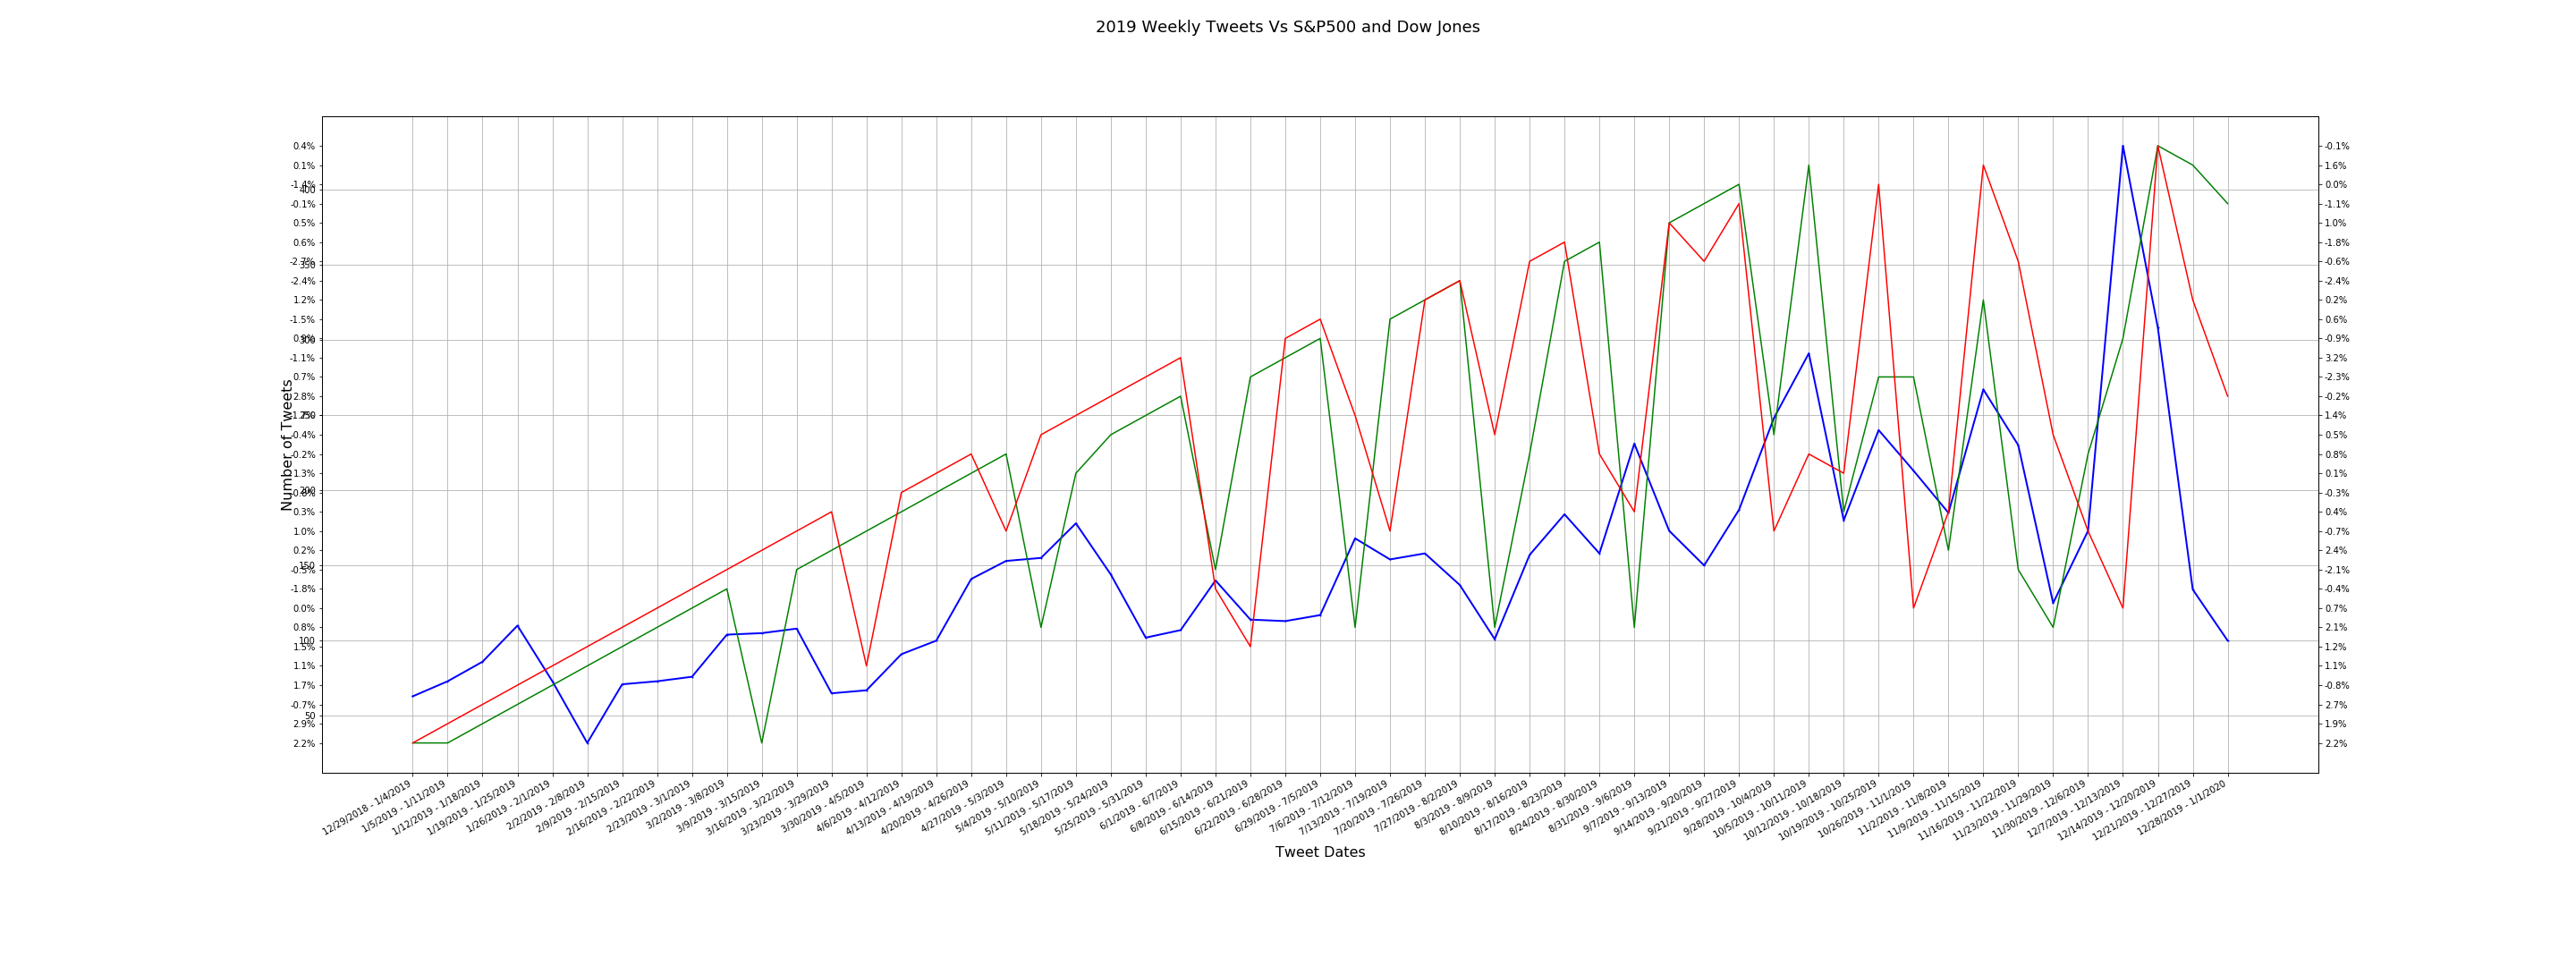 2019 Weekly Tweets Vs S&P500 and Dow Jones
Number of Tweets
0.4%
0.1%
-1.4%
400
-0.1%
0.5%
0.6%
-2.7%
350
-2.4%
1.2%
-1.5%
300
-1.1%
0.7%
2.8%
250
-0.4%
-0.2%
1.3%
200
0.3%
1.0%
0.2%
150
-0.5%
-1.8%
0.0%
0.8%
100
1.5%
1.1%
1.7%
-0.7%
50
2.9%
2.2%
-0.1%
1.6%
0.0%
-1.1%
1.0%
-1.8%
-0.6%
-2.4%
0.2%
0.6%
-0.9%
3.2%
-2.3%
-0.2%
1.4%
0.5%
0.8%
0.1%
-0.3%
0.4%
-0.7%
2.4%
-2.1%
-0.4%
0.7%
2.1%
1.2%
1.1%
-0.8%
2.7%
1.9%
2.2%
12/29/2018 - 1/4/2019
1/5/2019 - 1/11/2019
1/12/2019 - 1/18/2019
1/19/2019 - 1/25/2019
1/26/2019 - 2/1/2019
2/2/2019 - 2/8/2019
2/9/2019 - 2/15/2019
2/16/2019 - 2/22/2019
2/23/2019 - 3/1/2019
3/2/2019 - 3/8/2019
3/9/2019 - 3/15/2019
3/16/2019 - 3/22/2019
3/23/2019 - 3/29/2019
3/30/2019 - 4/5/2019
4/6/2019 - 4/12/2019
4/13/2019 - 4/19/2019
4/20/2019 - 4/26/2019
4/27/2019 - 5/3/2019
5/4/2019 - 5/10/2019
5/11/2019 - 5/17/2019
5/18/2019 - 5/24/2019
5/25/2019 - 5/31/2019
6/1/2019 - 6/7/2019
6/8/2019 - 6/14/2019
6/15/2019 - 6/21/2019
6/22/2019 - 6/28/2019
6/29/2019 - 7/5/2019
7/6/2019 - 7/12/2019
7/13/2019 - 7/19/2019
7/20/2019 - 7/26/2019
7/27/2019 - 8/2/2019
8/3/2019 - 8/9/2019
8/10/2019 - 8/16/2019
8/17/2019 - 8/23/2019
8/24/2019 - 8/30/2019
8/31/2019 - 9/6/2019
9/7/2019 - 9/13/2019
9/14/2019 - 9/20/2019
9/21/2019 - 9/27/2019
9/28/2019 - 10/4/2019
10/5/2019 - 10/11/2019
10/12/2019 - 10/18/2019
10/19/2019 - 10/25/2019
10/26/2019 - 11/1/2019
11/2/2019 - 11/8/2019
11/9/2019 - 11/15/2019
11/16/2019 - 11/22/2019
11/23/2019 - 11/29/2019
11/30/2019 - 12/6/2019
12/7/2019 - 12/13/2019
12/14/2019 - 12/20/2019
12/21/2019 - 12/27/2019
12/28/2019 - 1/1/2020
Tweet Dates